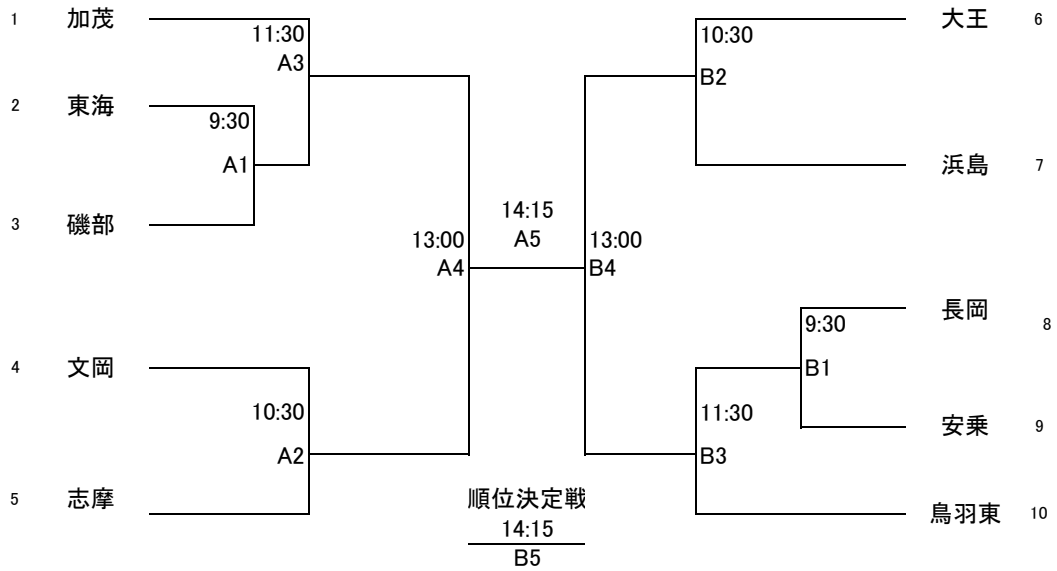 1 加茂
11:30
A3
2 東海
9:30
A1
3 磯部
13:00
A4
4 文岡
10:30
A2
5 志摩
14:15
A5
順位決定戦
14:15
B5
大王 6
10:30
B2
浜島 7
13:00
B4
長岡 8
9:30
B1
安乗 9
11:30
B3
鳥羽東 10